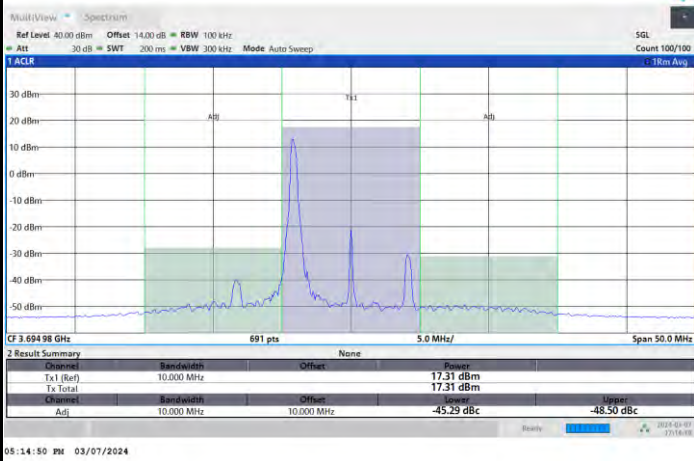 MultiView Spectrum
Ref Level 40.00 dBm Offset 14.00 dB RBW 100 kHz SGL
Att 30 dB SWT 200 ms VBW 300 kHz Mode Auto Sweep Count 100/100
1 ACLR 1Rm Avg
Tx1
Adj Adj
30 dBm
20 dBm
10 dBm
0 dBm
-10 dBm
-20 dBm
-30 dBm
-40 dBm
-50 dBm
CF 3.694 98 GHz 691 pts 5.0 MHz/ Span 50.0 MHz
2 Result Summary None
Channel Bandwidth Offset Power
Tx1 (Ref) 10.000 MHz 17.31 dBm
Tx Total 17.31 dBm
Channel Bandwidth Offset Lower Upper
Adj 10.000 MHz 10.000 MHz -45.29 dBc -48.50 dBc
Ready 2024-03-07
05:14:50 PM 03/07/2024